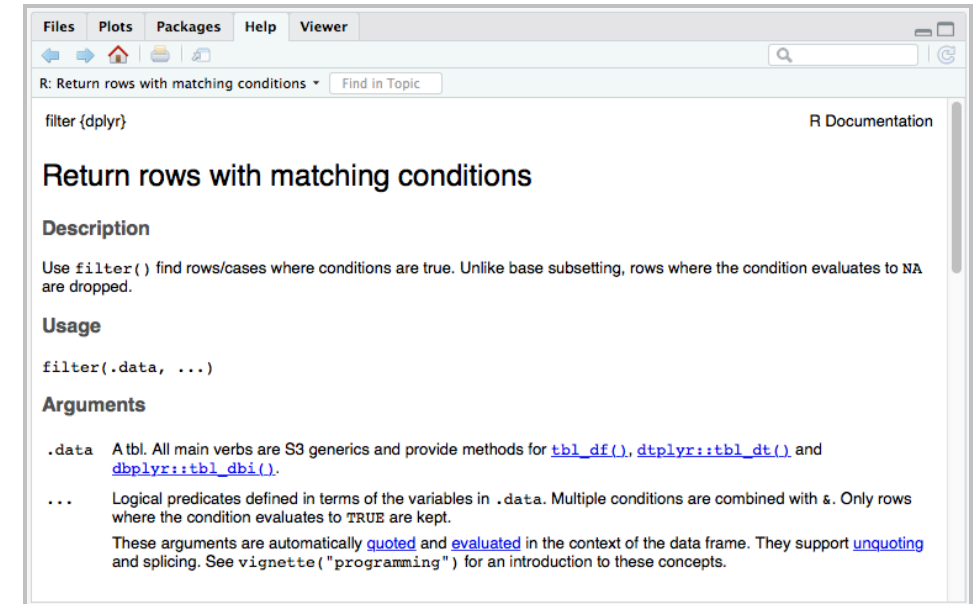 Files Plots Packages Help Viewer
R: Return rows with matching conditions Find in Topic
filter {dplyr} R Documentation
Return rows with matching conditions
Description
Use filter() find rows/cases where conditions are true. Unlike base subsetting, rows where the condition evaluates to NA
are dropped.
Usage
filter(.data, ...)
Arguments
.data A tbl. All main verbs are S3 generics and provide methods for tbl_df(), dtplyr::tbl_dt() and
dbplyr::tbl_dbi().
... Logical predicates defined in terms of the variables in .data. Multiple conditions are combined with &. Only rows
where the condition evaluates to TRUE are kept.
These arguments are automatically quoted and evaluated in the context of the data frame. They support unquoting
and splicing. See vignette("programming") for an introduction to these concepts.